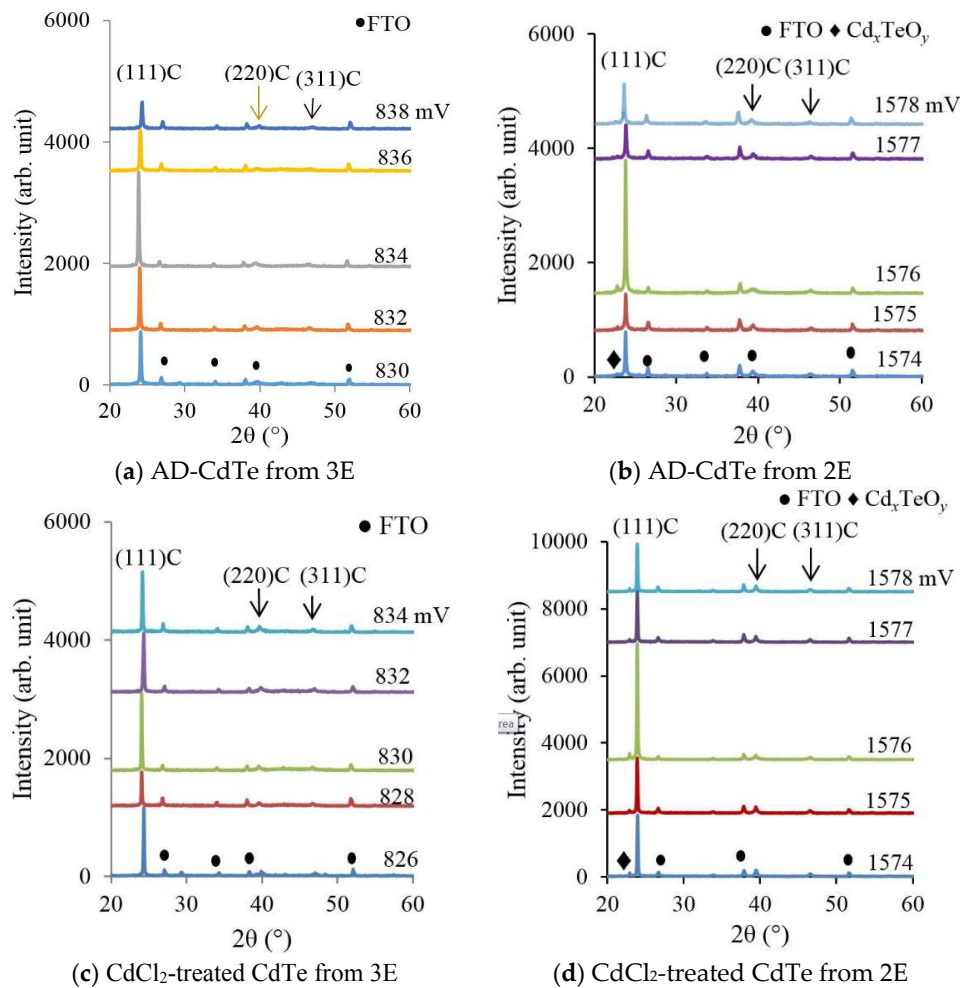 6000
● FTO
(111)C
(220)C
(311)C
838 mV
4000
836
834
2000
832
830
0
20 30 40 50 60
Intensity (arb. unit)
2θ (°)
(a) AD-CdTe from 3E
● FTO ♦ CdₓTeOᵧ
6000
(111)C
(220)C
(311)C
1578 mV
1577
4000
1576
2000
1575
1574
0
20 30 40 50 60
Intensity (arb. unit)
2θ (°)
(b) AD-CdTe from 2E
6000
● FTO
(111)C
(220)C
(311)C
834 mV
4000
832
830
2000
828
826
0
20 30 40 50 60
Intensity (arb. unit)
2θ (°)
(c) CdCl₂-treated CdTe from 3E
● FTO ♦ CdₓTeOᵧ
(111)C
(220)C
(311)C
10000
1578 mV
8000
1577
6000
rea
4000
1576
2000
1575
1574
0
20 30 40 50 60
Intensity (arb. unit)
2θ (°)
(d) CdCl₂-treated CdTe from 2E